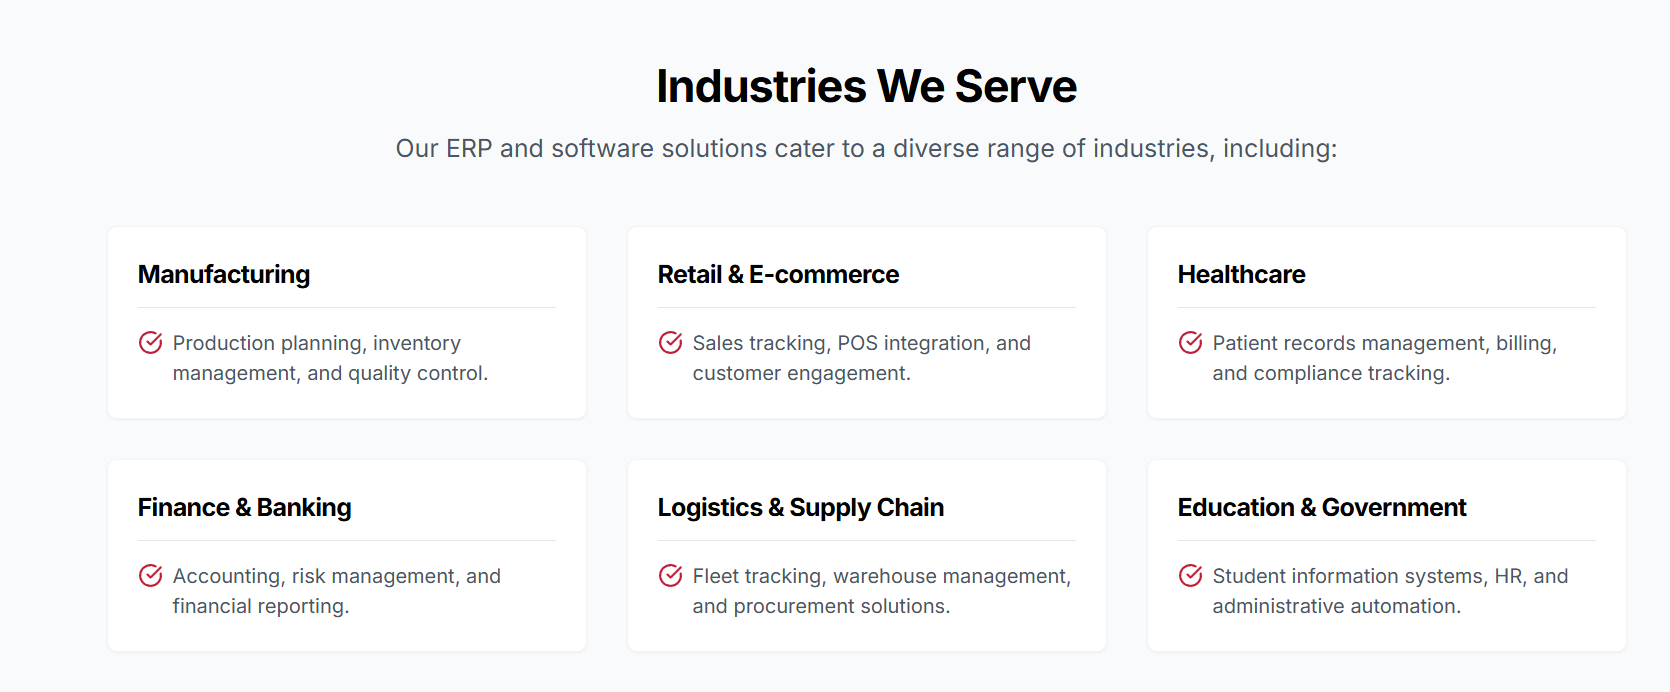 Industries We Serve
Our ERP and software solutions cater to a diverse range of industries, including:
Manufacturing
Production planning, inventory
management, and quality control.
Retail & E-commerce
Sales tracking, POS integration, and
customer engagement.
Healthcare
Patient records management, billing,
and compliance tracking.
Finance & Banking
Accounting, risk management, and
financial reporting.
Logistics & Supply Chain
Fleet tracking, warehouse management,
and procurement solutions.
Education & Government
Student information systems, HR, and
administrative automation.